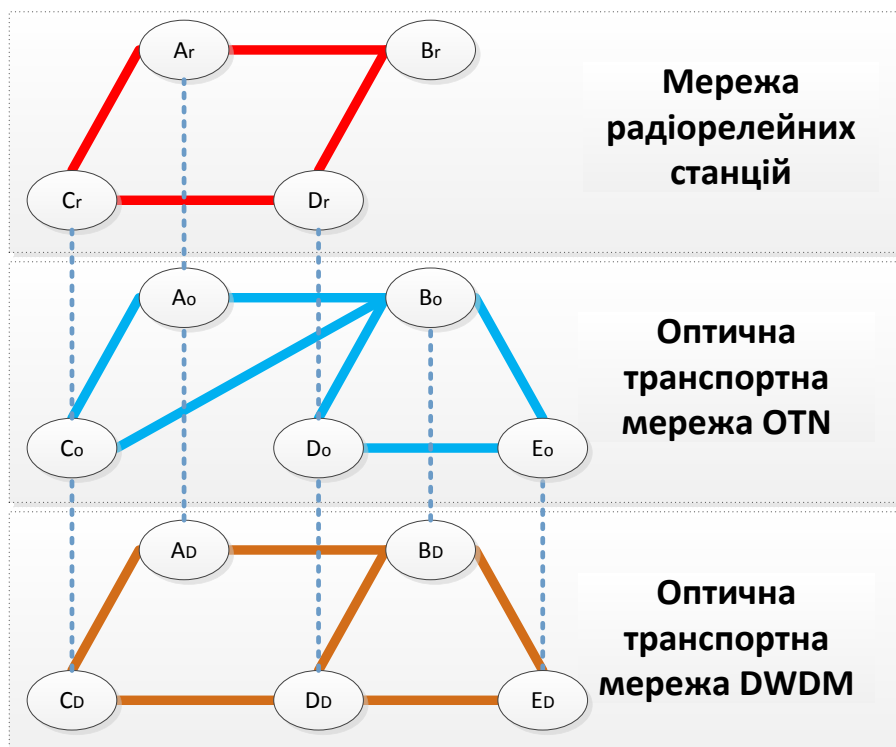 Ar
Br
Cr
Dr
Мережа
радіорелейних
станцій
Ao
Bo
Co
Do
Eo
Оптична
транспортна
мережа OTN
AD
BD
CD
DD
ED
Оптична
транспортна
мережа DWDM